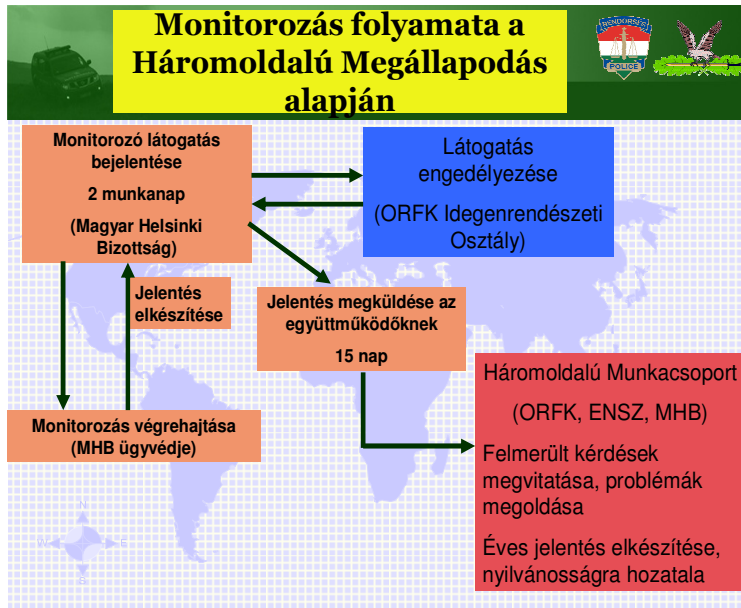 Monitorozás folyamata a
Háromoldalú Megállapodás
alapján
RENDŐRSÉG
POLICE
Monitorozó látogatás
bejelentése
2 munkanap
(Magyar Helsinki
Bizottság)
Látogatás
engedélyezése
(ORFK Idegenrendészeti
Osztály)
Jelentés
elkészítése
Jelentés megküldése az
együttműködőknek
15 nap
Monitorozás végrehajtása
(MHB ügyvédje)
Háromoldalú Munkacsoport
(ORFK, ENSZ, MHB)
Felmerült kérdések
megvitatása, problémák
megoldása
Éves jelentés elkészítése,
nyilvánosságra hozatala
N
W E
S